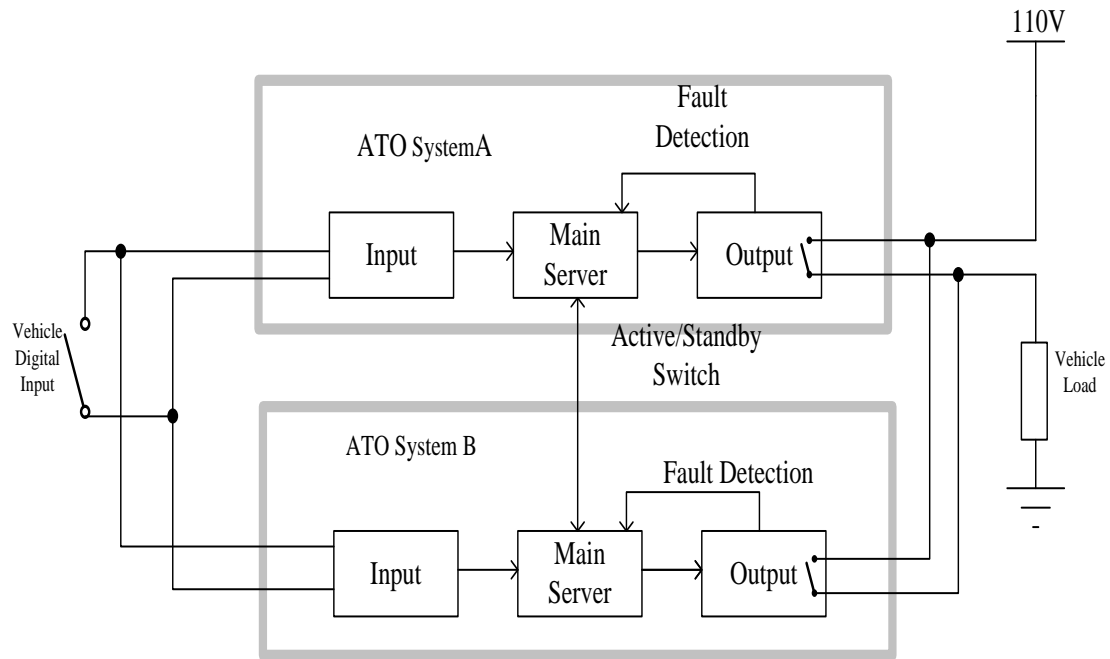 110V
ATO SystemA
Fault
Detection
Input
Main
Server
Output
Vehicle
Digital
Input
Active/Standby
Switch
Vehicle
Load
ATO System B
Fault Detection
Input
Main
Server
Output